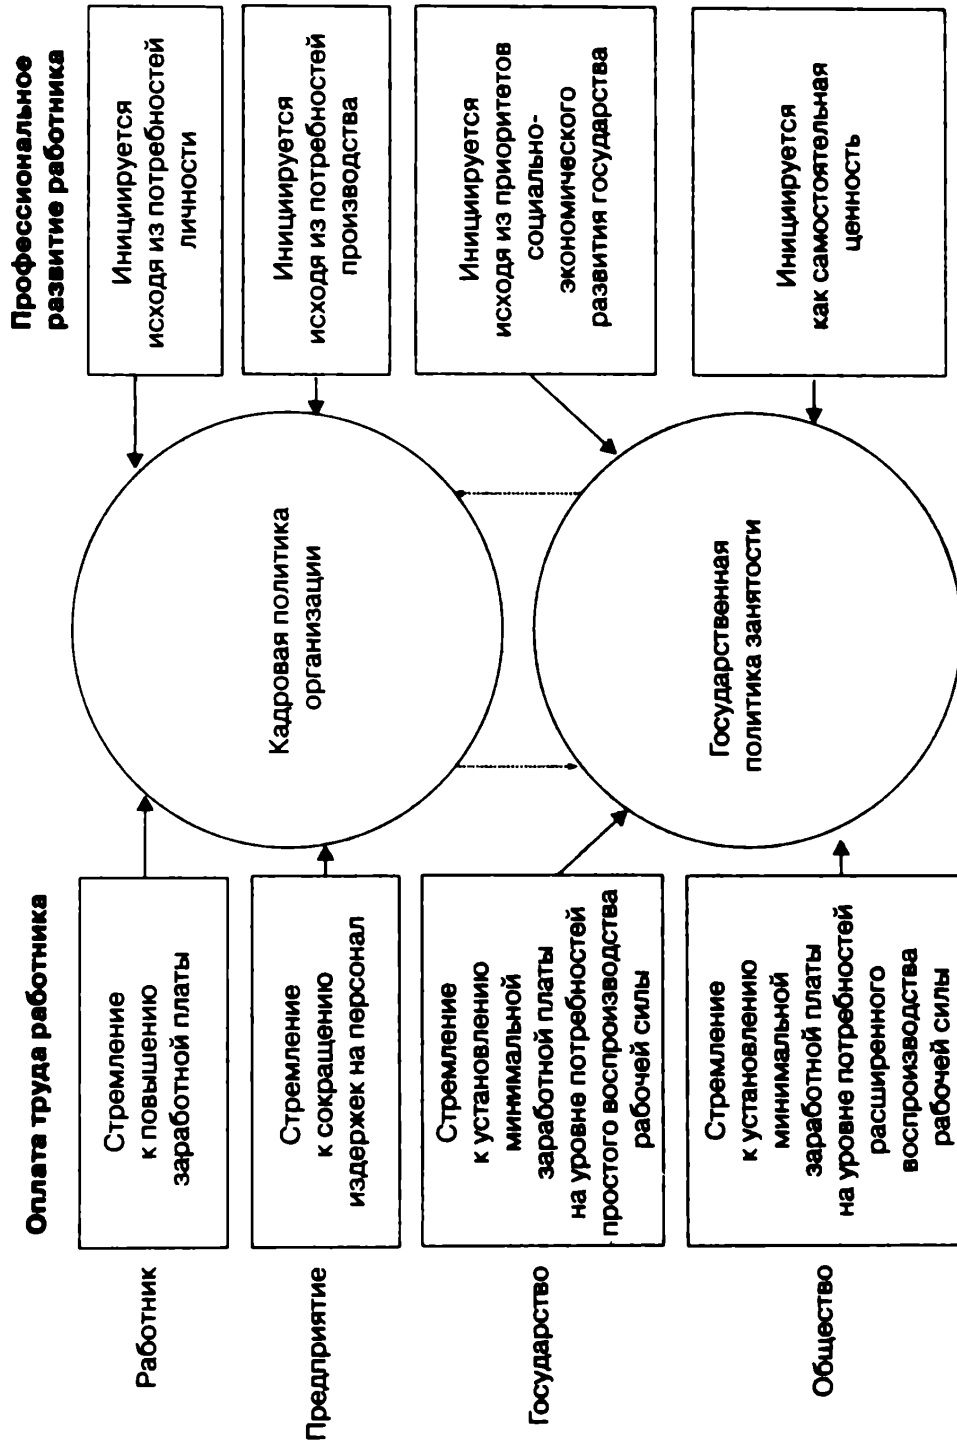 Оплата труда работника
Профессиональное
развитие работника
Работник
Стремление
к повышению
заработной платы
Инициируется
исходя из потребностей
личности
Предприятие
Стремление
к сокращению
издержек на персонал
Кадровая политика
организации
Инициируется
исходя из потребностей
производства
Государство
Стремление
к установлению
минимальной
заработной платы
на уровне потребностей
простого воспроизводства
рабочей силы
Инициируется
исходя из приоритетов
социально-
экономического
развития государства
Государственная
политика занятости
Общество
Стремление
к установлению
минимальной
заработной платы
на уровне потребностей
расширенного
воспроизводства
рабочей силы
Инициируется
как самостоятельная
ценность